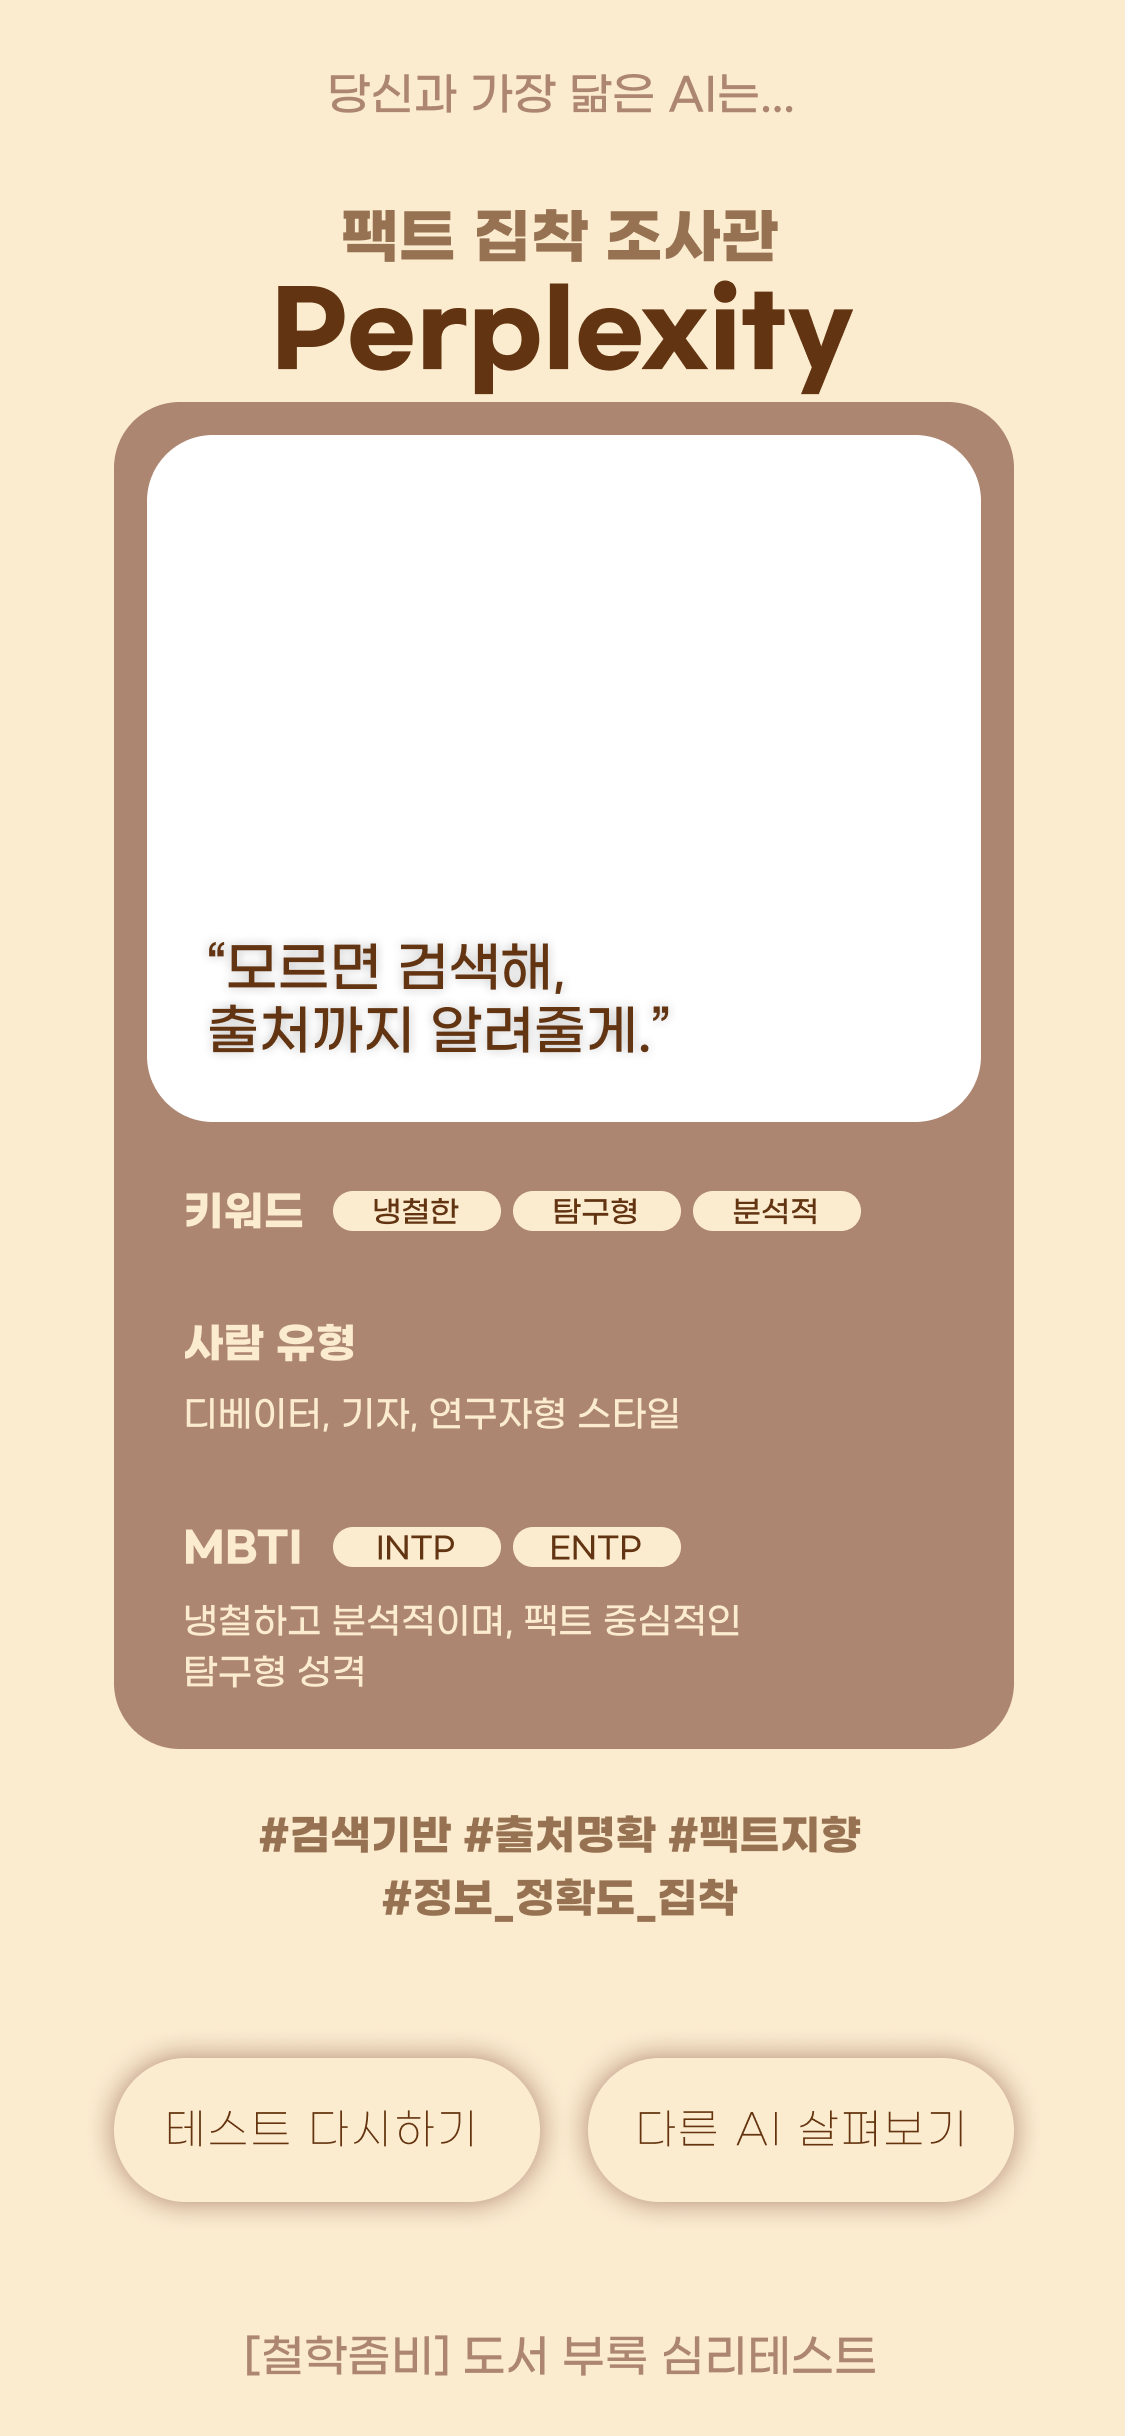 당신과 가장 닮은 AI는...
팩트 집착 조사관
Perplexity
“모르면 검색해,
출처까지 알려줄게.”
키워드 냉철한 탐구형 분석적
사람 유형
디베이터, 기자, 연구자형 스타일
MBTI INTP ENTP
냉철하고 분석적이며, 팩트 중심적인
탐구형 성격
#검색기반 #출처명확 #팩트지향
#정보_정확도_집착
테스트 다시하기 다른 AI 살펴보기
[철학좀비] 도서 부록 심리테스트